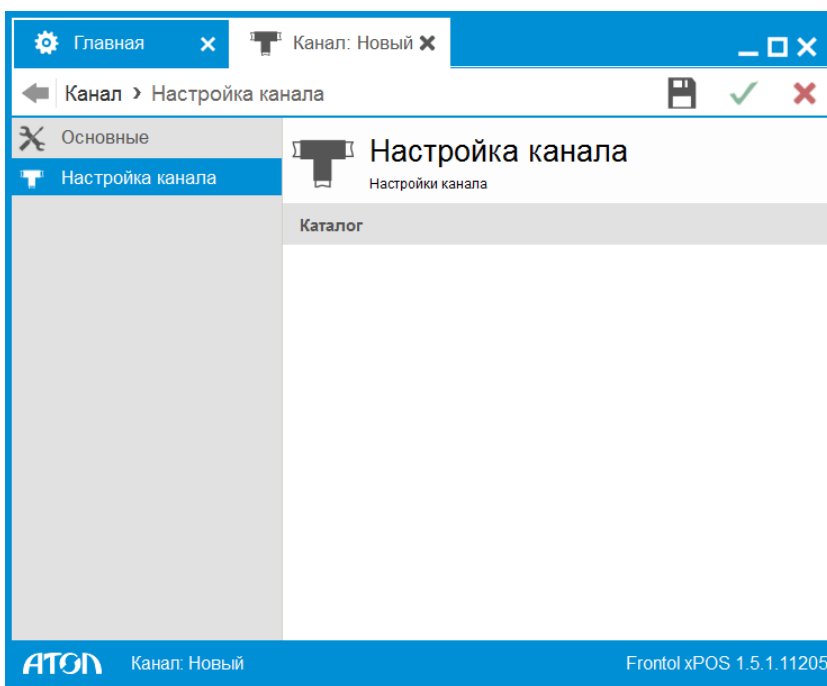 Главная
Канал: Новый
Канал › Настройка канала
Основные
Настройка канала
Настройка канала
Настройки канала
Каталог
АТОЛ
Канал: Новый
Frontol xPOS 1.5.1.11205